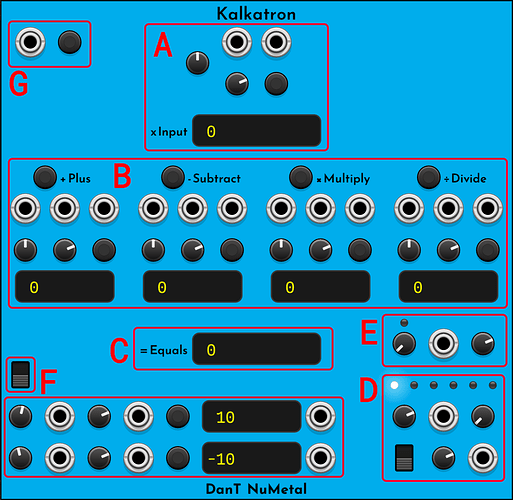 Kalkatron
A
G
x Input 0
+ Plus B - Subtract × Multiply ÷ Divide
0 0 0 0
E
C = Equals 0
F D
10
-10
DanT NuMetal